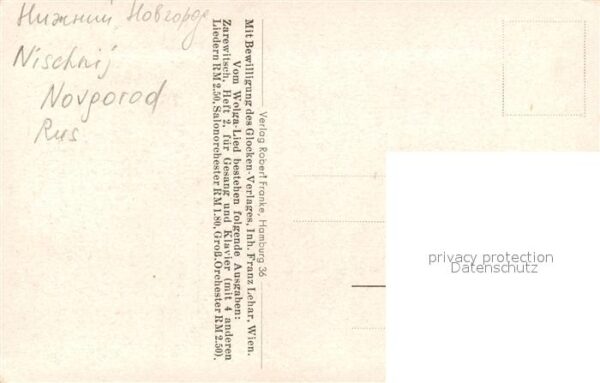 Нижний Новгород
Nischnij
Novgorod
Rus.
Verlag Robert Franke, Hamburg 36
Mit Bewilligung des Glocken-Verlages, Inh. Franz Lehar, Wien.
Vom Wolga-Lied bestehen folgende Ausgaben:
Zarewitsch, Heft 2, für Gesang und Klavier (mit 4 anderen
Liedern RM 2.50, Salonorchester RM 1.80, Groß. Orchester RM 2.50).
privacy protection
Datenschutz